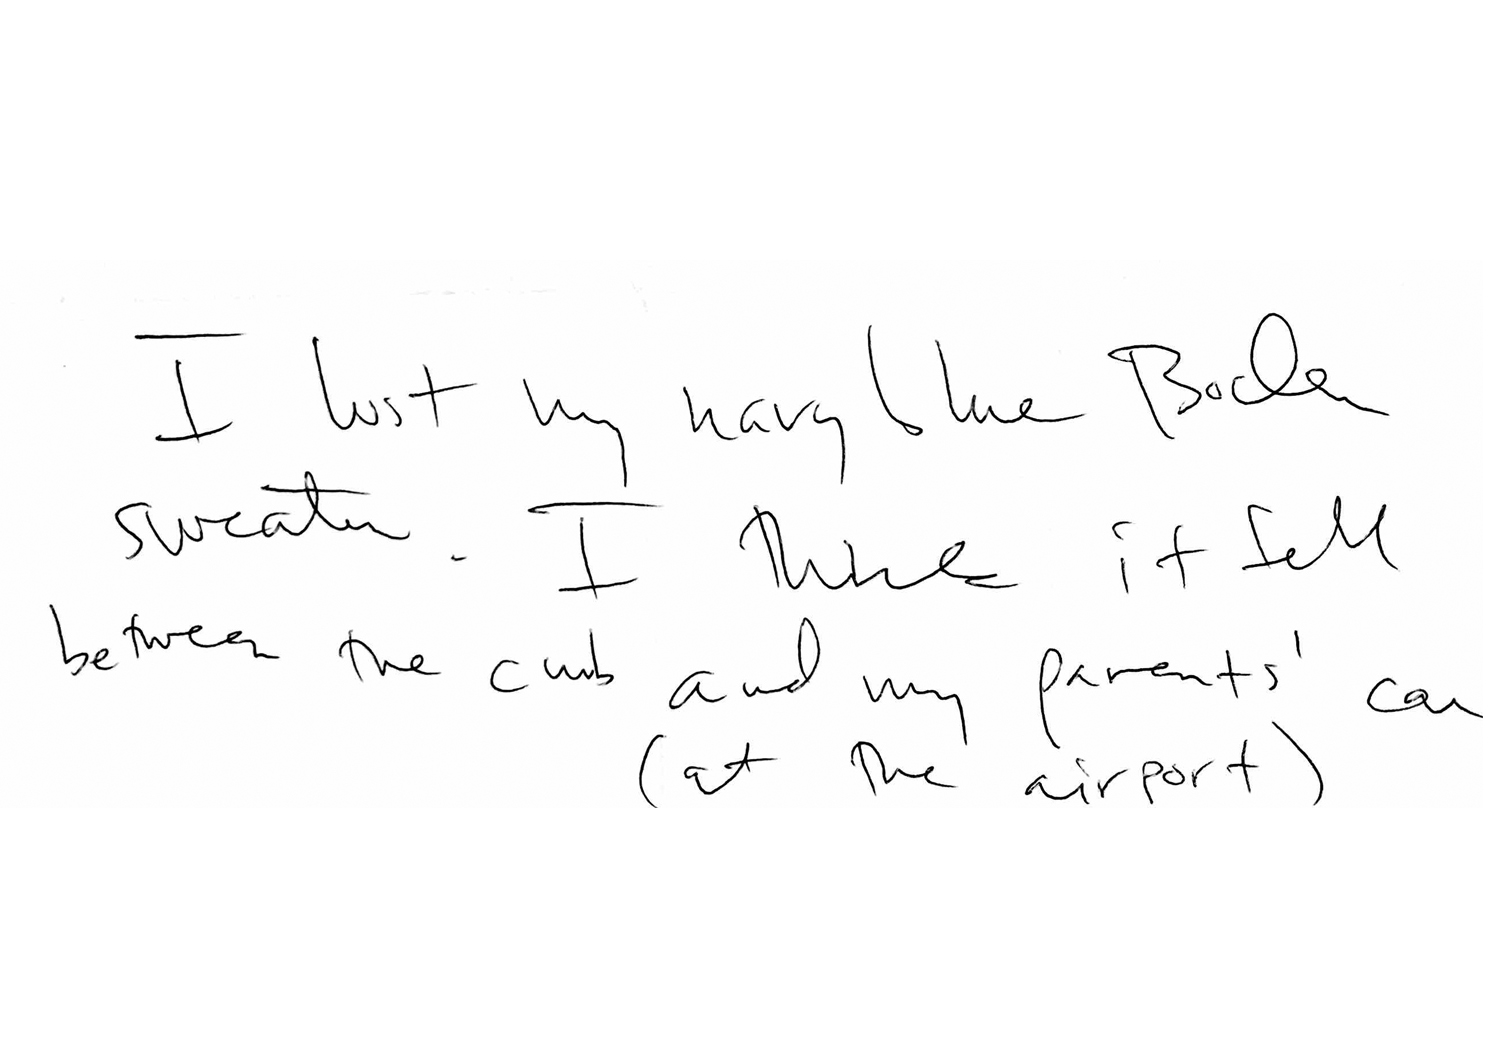 I lost my navy blue Boden
sweater. I think it fell
between the curb and my parents' car
(at the airport)